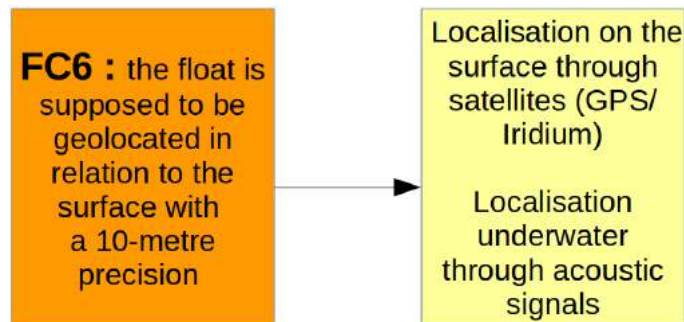 FC6 : the float is
supposed to be
geolocated in
relation to the
surface with
a 10-metre
precision
Localisation on the
surface through
satellites (GPS/
Iridium)
Localisation
underwater
through acoustic
signals